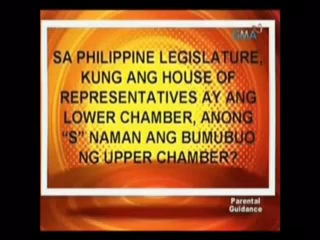 GMA
SA PHILIPPINE LEGISLATURE,
KUNG ANG HOUSE OF
REPRESENTATIVES AY ANG
LOWER CHAMBER, ANONG
“S” NAMAN ANG BUMUBUO
NG UPPER CHAMBER?
Parental
Guidance